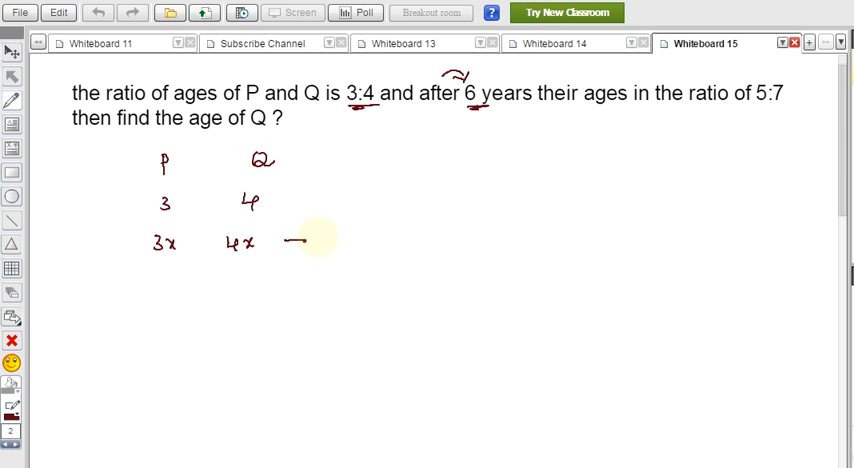 File Edit Screen Poll Breakout room ? Try New Classroom
Whiteboard 11 Subscribe Channel Whiteboard 13 Whiteboard 14 Whiteboard 15
the ratio of ages of P and Q is 3:4 and after 6 years their ages in the ratio of 5:7
then find the age of Q ?
P Q
3 4
3x 4x —
2